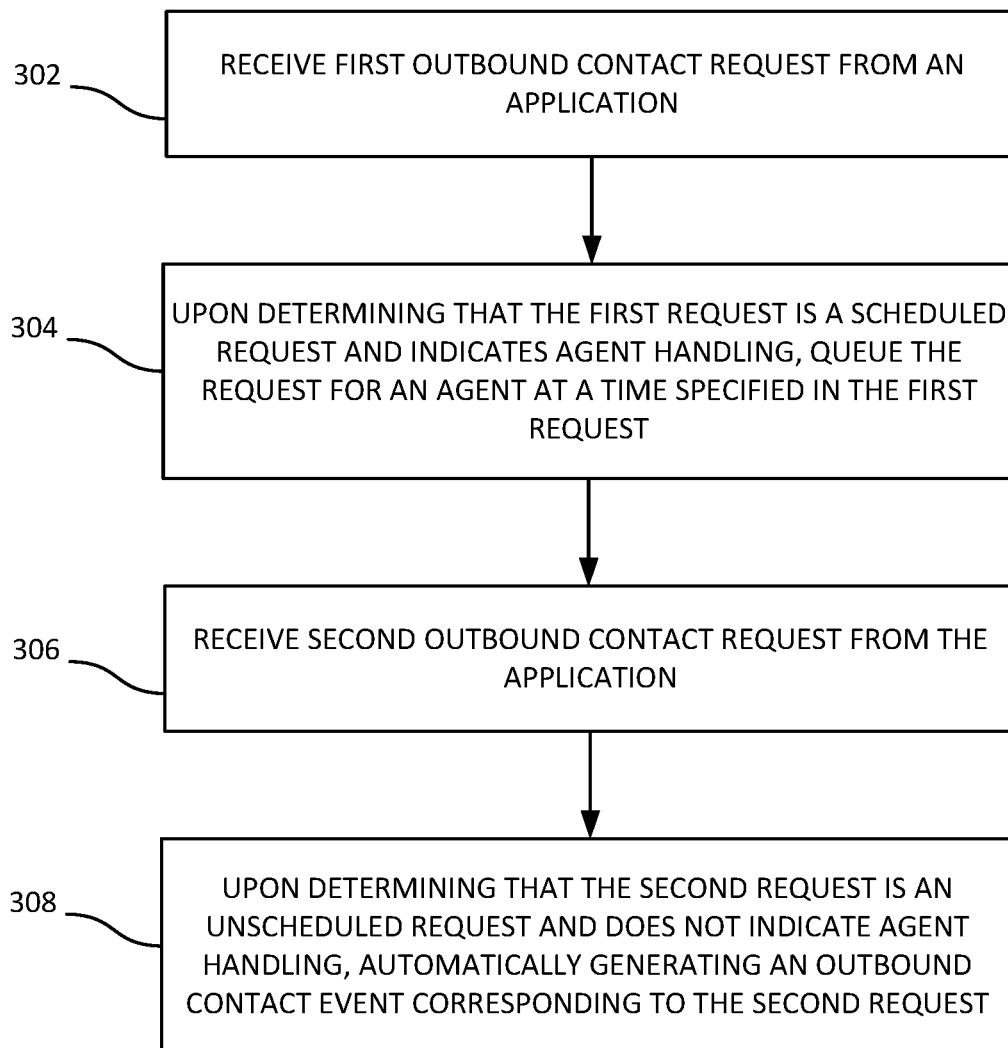 302
RECEIVE FIRST OUTBOUND CONTACT REQUEST FROM AN
APPLICATION
304
UPON DETERMINING THAT THE FIRST REQUEST IS A SCHEDULED
REQUEST AND INDICATES AGENT HANDLING, QUEUE THE
REQUEST FOR AN AGENT AT A TIME SPECIFIED IN THE FIRST
REQUEST
306
RECEIVE SECOND OUTBOUND CONTACT REQUEST FROM THE
APPLICATION
308
UPON DETERMINING THAT THE SECOND REQUEST IS AN
UNSCHEDULED REQUEST AND DOES NOT INDICATE AGENT
HANDLING, AUTOMATICALLY GENERATING AN OUTBOUND
CONTACT EVENT CORRESPONDING TO THE SECOND REQUEST